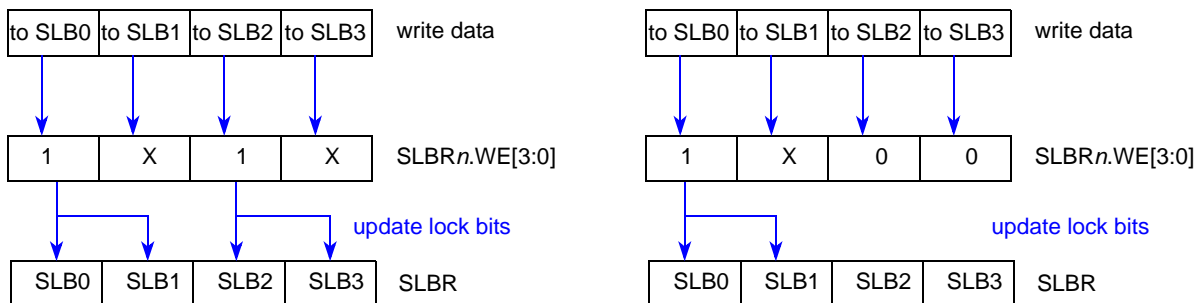 to SLB0 to SLB1 to SLB2 to SLB3 write data
1 X 1 X SLBRn.WE[3:0]
update lock bits
SLB0 SLB1 SLB2 SLB3 SLBR
to SLB0 to SLB1 to SLB2 to SLB3 write data
1 X 0 0 SLBRn.WE[3:0]
update lock bits
SLB0 SLB1 SLB2 SLB3 SLBR